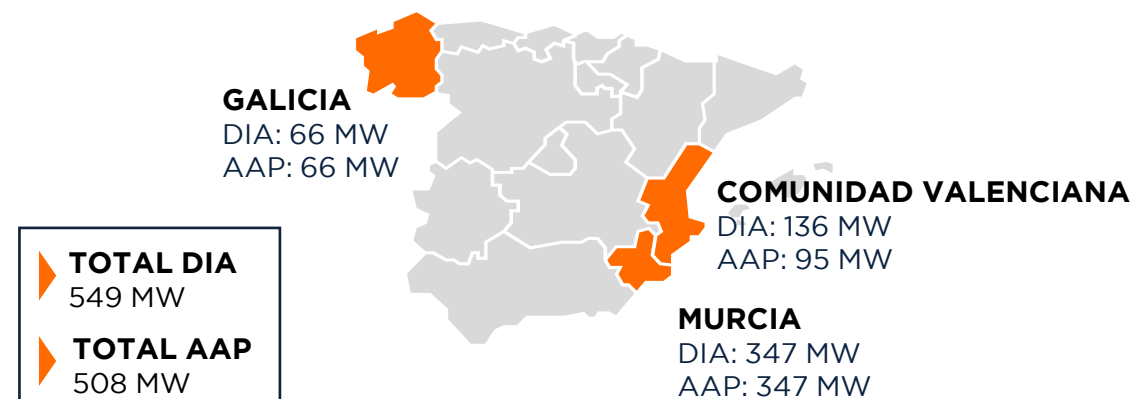 GALICIA
DIA: 66 MW
AAP: 66 MW
COMUNIDAD VALENCIANA
DIA: 136 MW
AAP: 95 MW
TOTAL DIA
549 MW
TOTAL AAP
508 MW
MURCIA
DIA: 347 MW
AAP: 347 MW